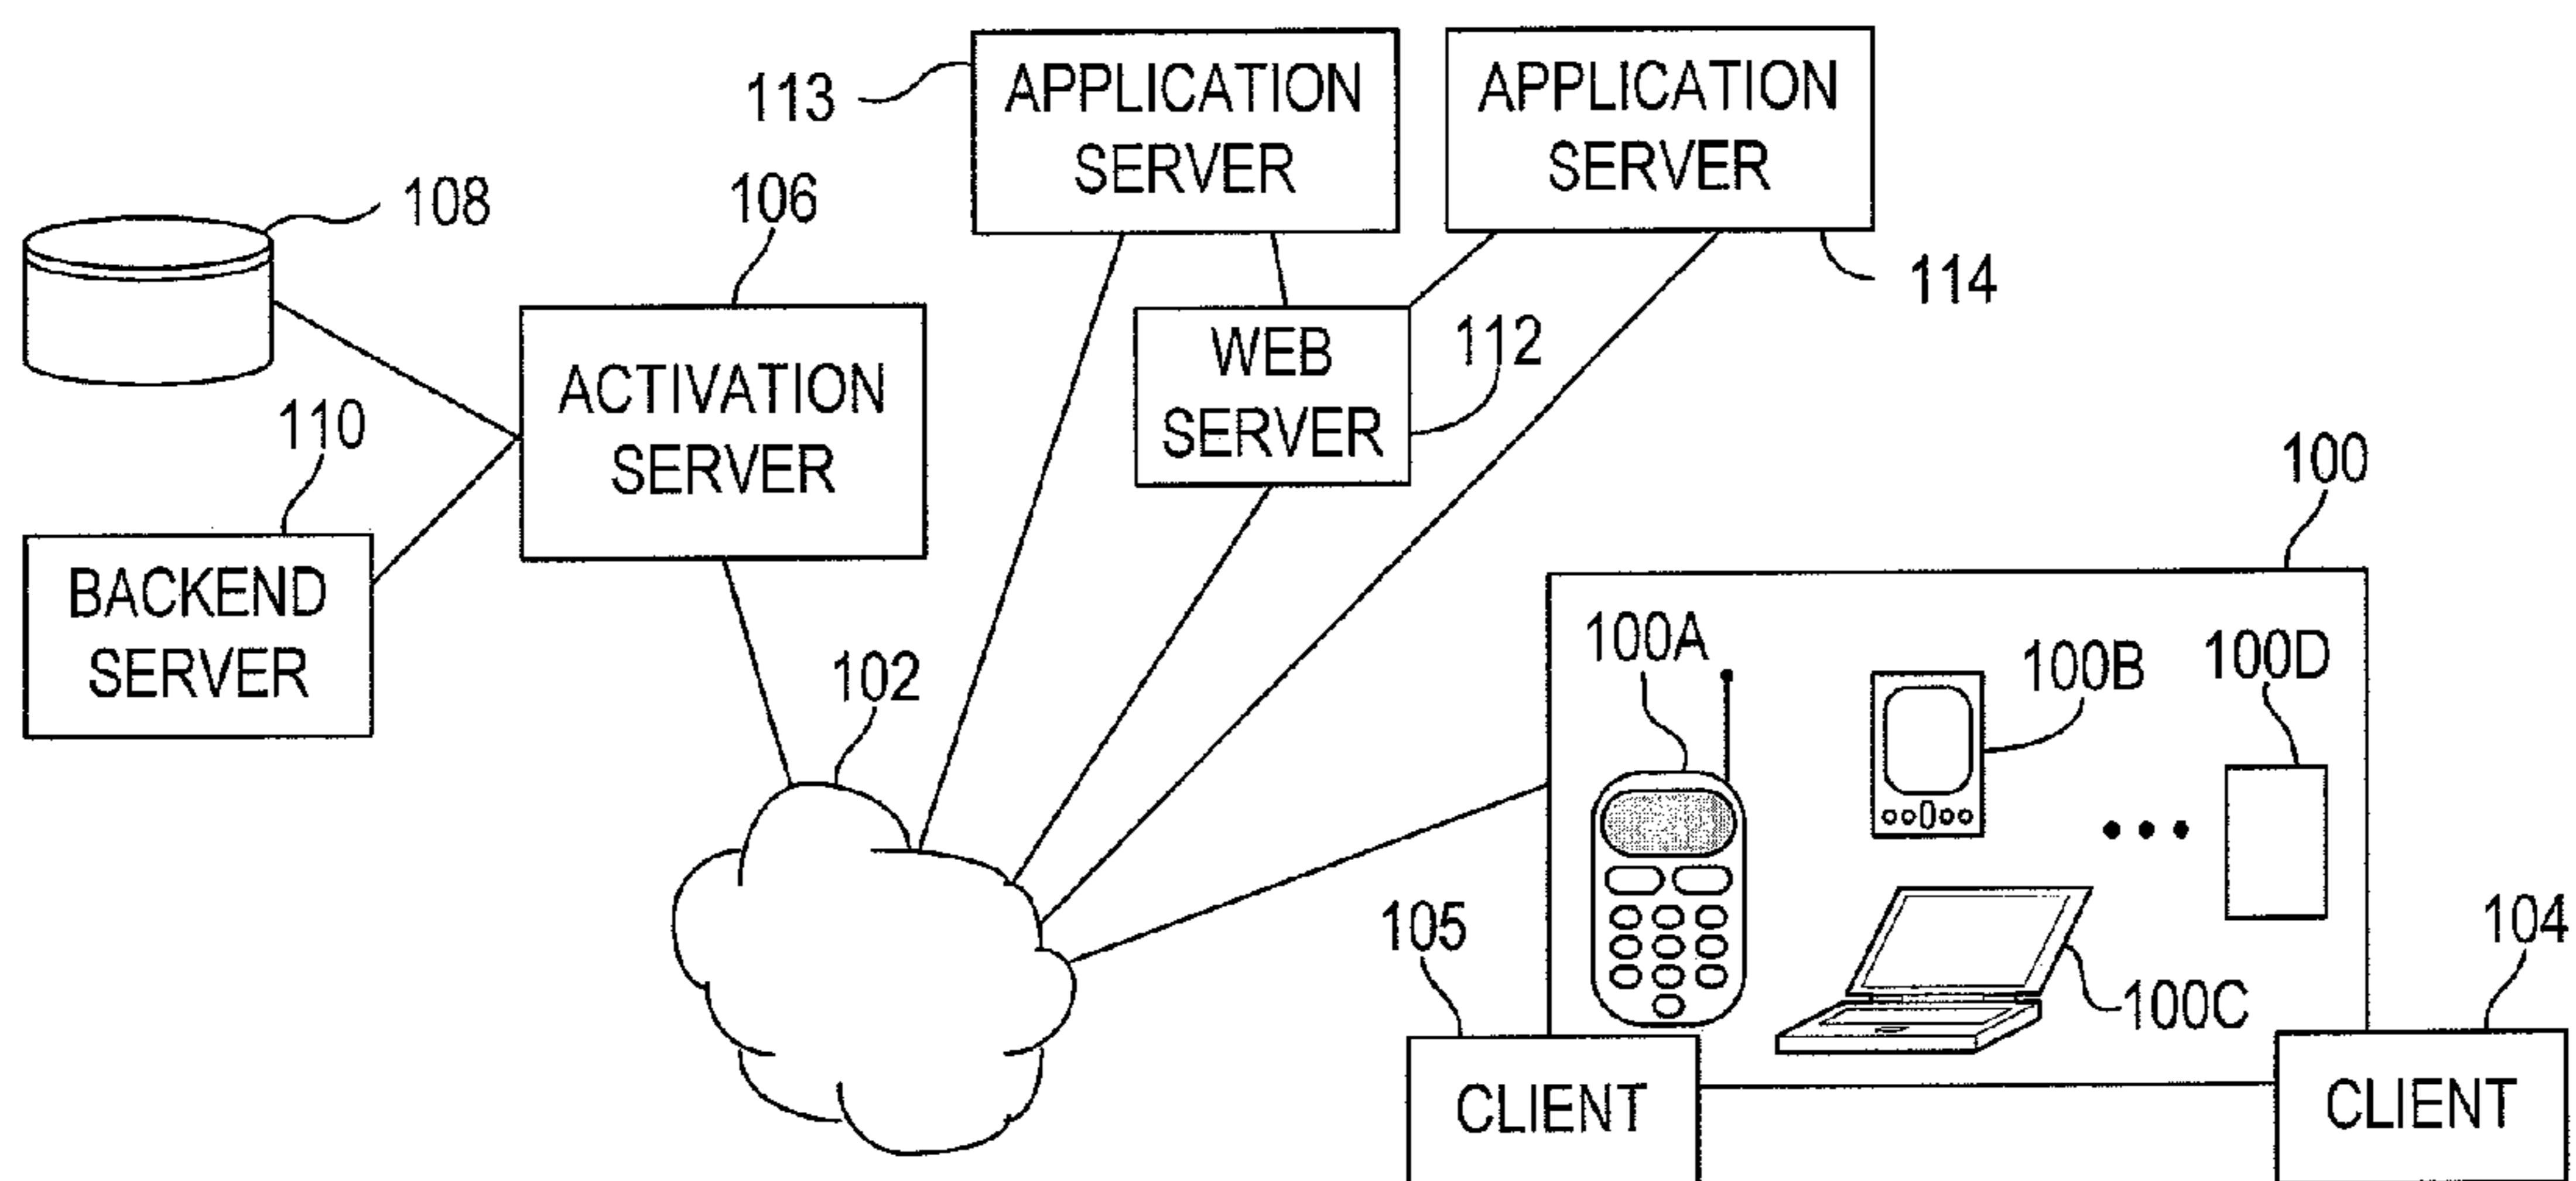 113
APPLICATION
SERVER
APPLICATION
SERVER
114
108
106
ACTIVATION
SERVER
WEB
SERVER
112
110
BACKEND
SERVER
102
100
100A
100B
100D
100C
105
CLIENT
104
CLIENT